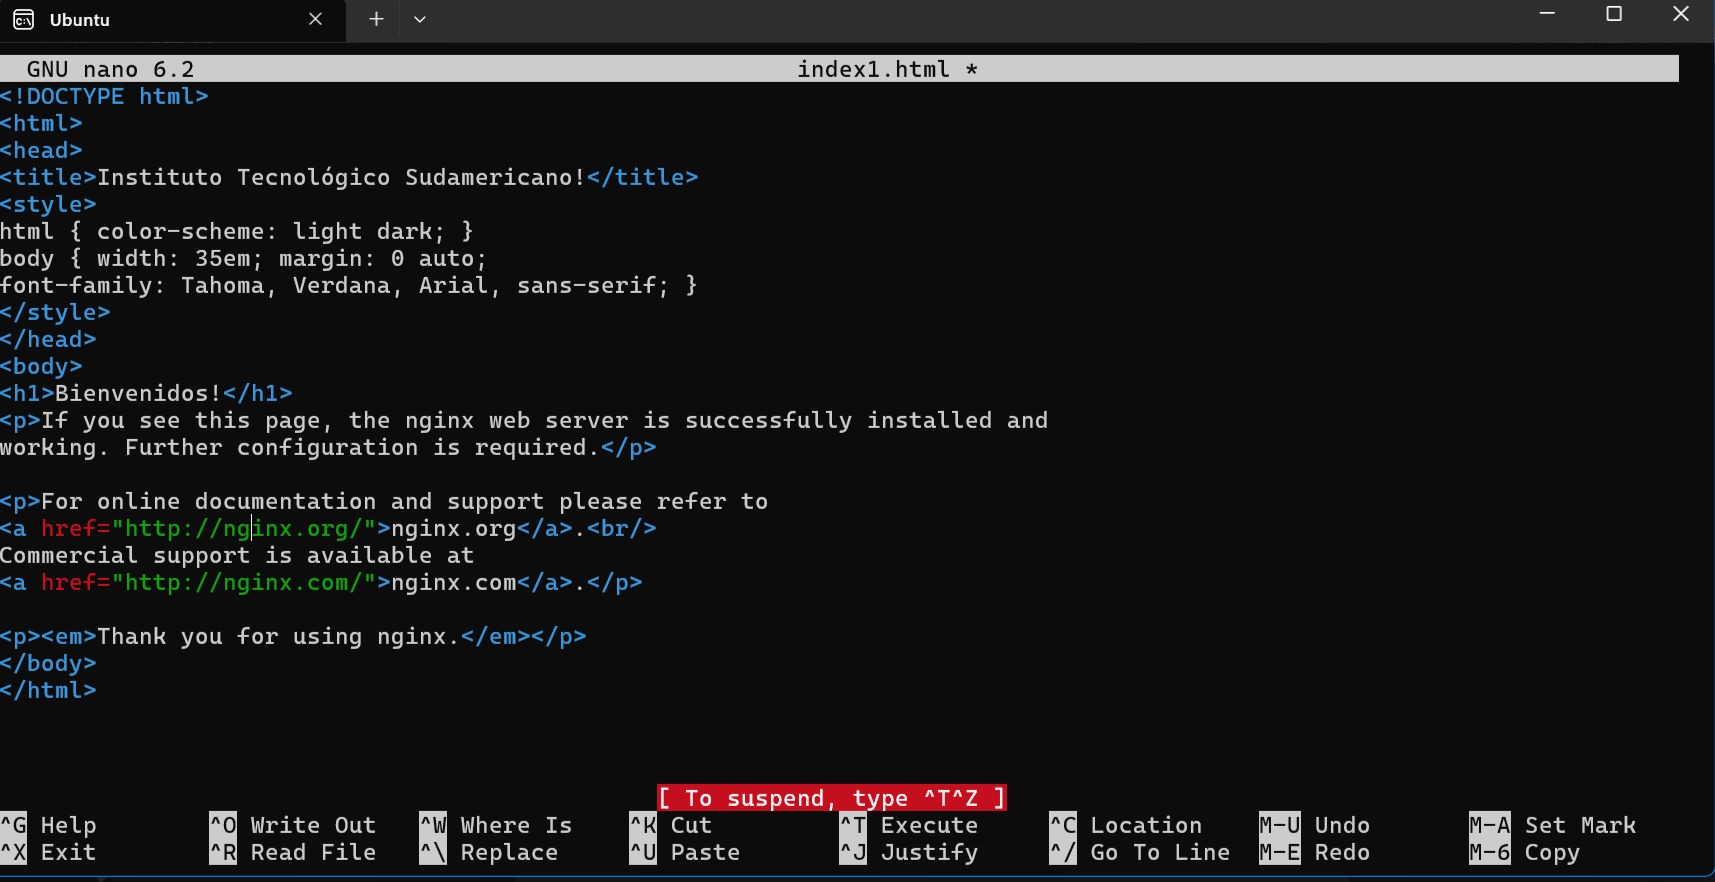 Ubuntu
GNU nano 6.2 index1.html *
<!DOCTYPE html>
<html>
<head>
<title>Instituto Tecnológico Sudamericano!</title>
<style>
html { color-scheme: light dark; }
body { width: 35em; margin: 0 auto;
font-family: Tahoma, Verdana, Arial, sans-serif; }
</style>
</head>
<body>
<h1>Bienvenidos!</h1>
<p>If you see this page, the nginx web server is successfully installed and
working. Further configuration is required.</p>
<p>For online documentation and support please refer to
<a href="http://nginx.org/">nginx.org</a>.<br/>
Commercial support is available at
<a href="http://nginx.com/">nginx.com</a>.</p>
<p><em>Thank you for using nginx.</em></p>
</body>
</html>
[ To suspend, type ^T^Z ]
^G Help ^O Write Out ^W Where Is ^K Cut ^T Execute ^C Location M-U Undo M-A Set Mark
^X Exit ^R Read File ^\ Replace ^U Paste ^J Justify ^/ Go To Line M-E Redo M-6 Copy